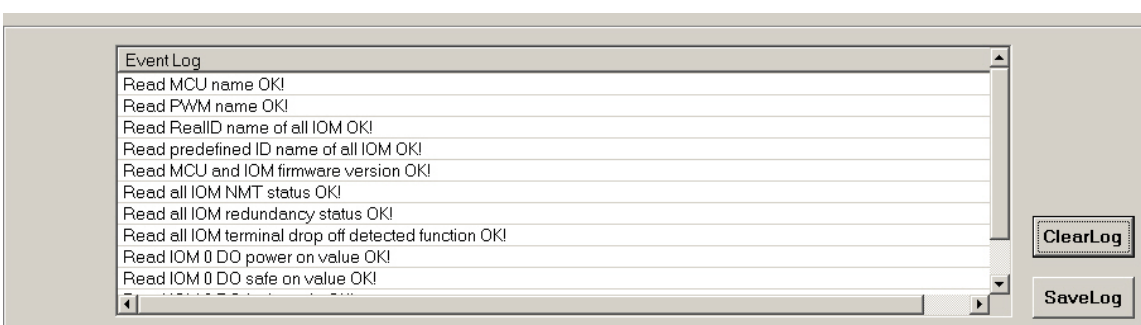 Event Log
Read MCU name OK!
Read PWM name OK!
Read RealID name of all IOM OK!
Read predefined ID name of all IOM OK!
Read MCU and IOM firmware version OK!
Read all IOM NMT status OK!
Read all IOM redundancy status OK!
Read all IOM terminal drop off detected function OK!
Read IOM 0 DO power on value OK!
Read IOM 0 DO safe on value OK!
ClearLog
SaveLog